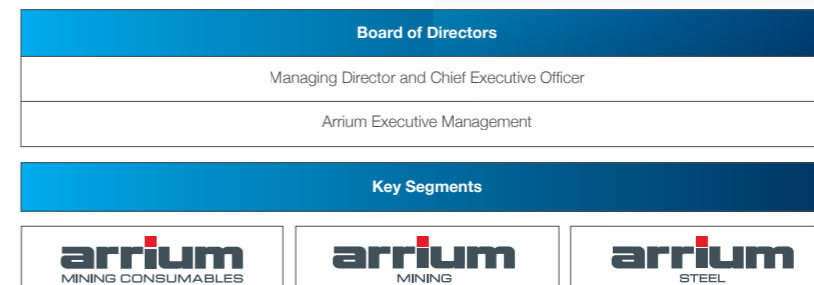 Board of Directors
Managing Director and Chief Executive Officer
Arrium Executive Management
Key Segments
arrium arrium arrium
MINING CONSUMABLES MINING STEEL